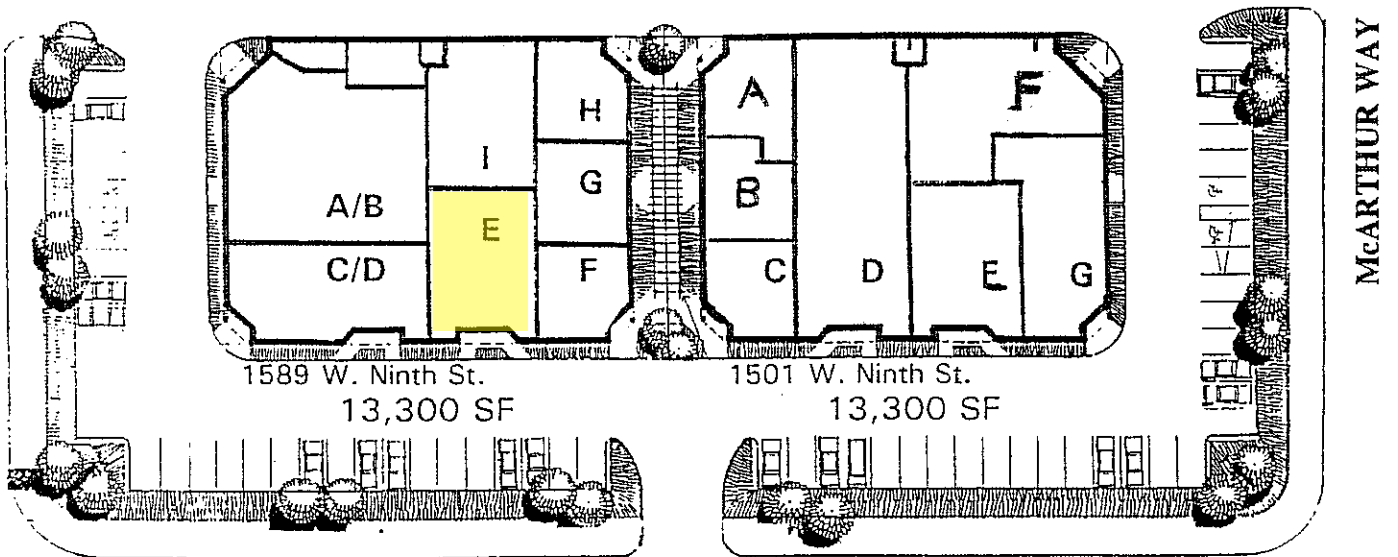 H
I
G
A/B
E
C/D
F
A
F
B
C
D
E
G
1589 W. Ninth St.
13,300 SF
1501 W. Ninth St.
13,300 SF
McARTHUR WAY